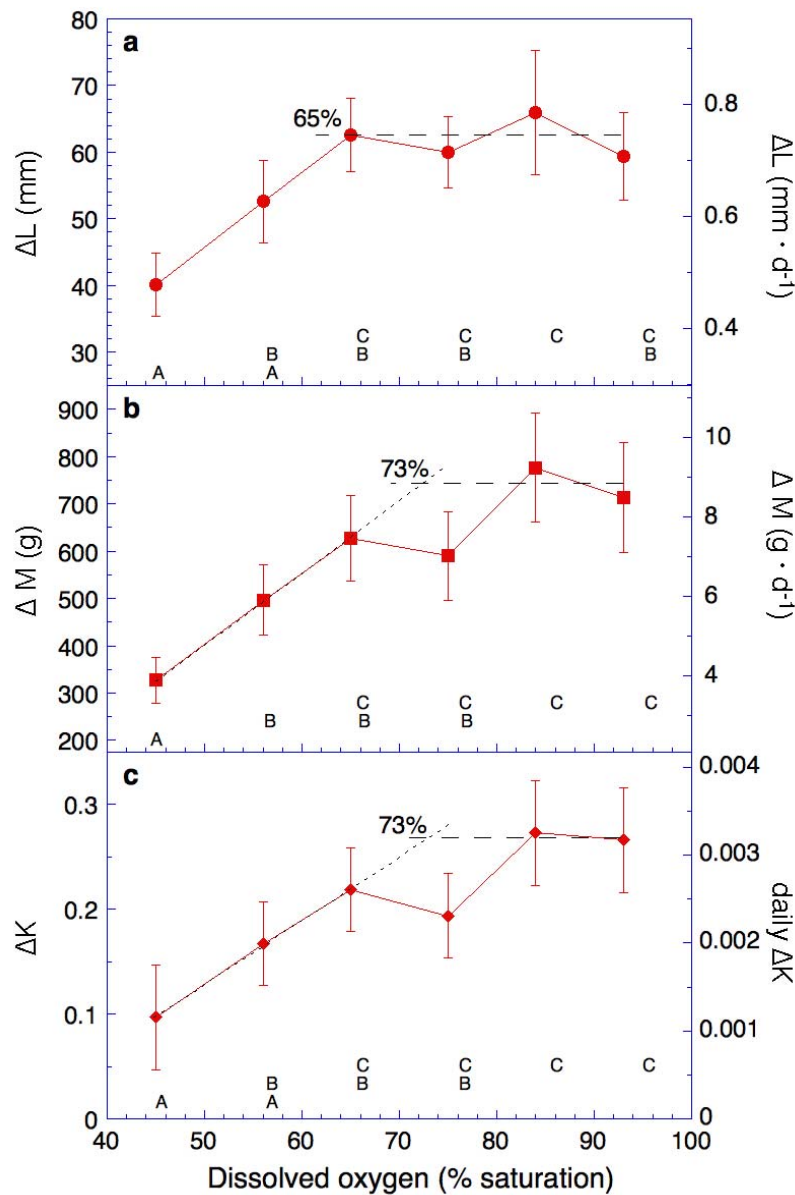 80
a
70
65%
0.8
60
ΔL (mm)
ΔL (mm · d-1)
50
0.6
40
0.4
30
C C C C
B B B B
A A
b
900
10
800
73%
700
ΔM (g)
ΔM (g · d-1)
8
600
500
6
400
4
300
C C C C
B B B
200
A
c
0.004
0.3
73%
0.003
0.2
ΔK
daily ΔK
0.002
0.1
0.001
C C C C
B B B
A A
0
0
40 50 60 70 80 90 100
Dissolved oxygen (% saturation)